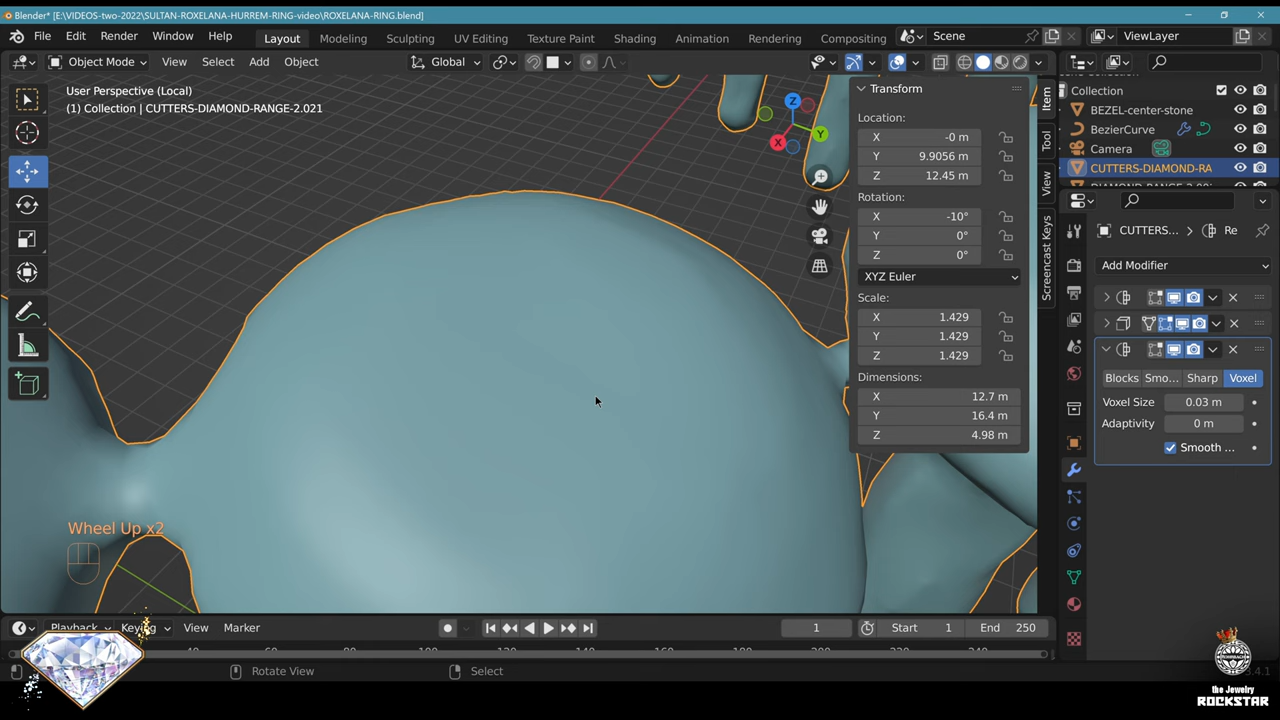 Blender* [E:\VIDEOS-two-2022\SULTAN-ROXELANA-HURREM-RING-video\ROXELANA-RING.blend]
File Edit Render Window Help Layout Modeling Sculpting UV Editing Texture Paint Shading Animation Rendering Compositing Scene ViewLayer
Object Mode View Select Add Object Global
User Perspective (Local)
(1) Collection | CUTTERS-DIAMOND-RANGE-2.021
Z
Y
X
Wheel Up x2
Transform
Location:
X -0 m
Y 9.9056 m
Z 12.45 m
Rotation:
X -10°
Y 0°
Z 0°
XYZ Euler
Scale:
X 1.429
Y 1.429
Z 1.429
Dimensions:
X 12.7 m
Y 16.4 m
Z 4.98 m
Item
Tool
View
Screencast Keys
Collection
BEZEL-center-stone
BezierCurve
Camera
CUTTERS-DIAMOND-RA
CUTTERS... Re
Add Modifier
Blocks Smo... Sharp Voxel
Voxel Size 0.03 m
Adaptivity 0 m
Smooth ...
Playback Keying View Marker 1 Start 1 End 250
Rotate View Select
the Jewelry
ROCKSTAR